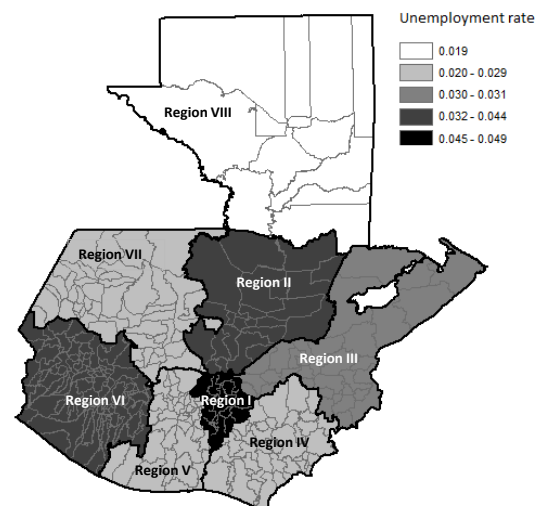 Unemployment rate
0.019
0.020 - 0.029
0.030 - 0.031
0.032 - 0.044
0.045 - 0.049
Region VIII
Region VII
Region II
Region III
Region VI
Region I
Region IV
Region V